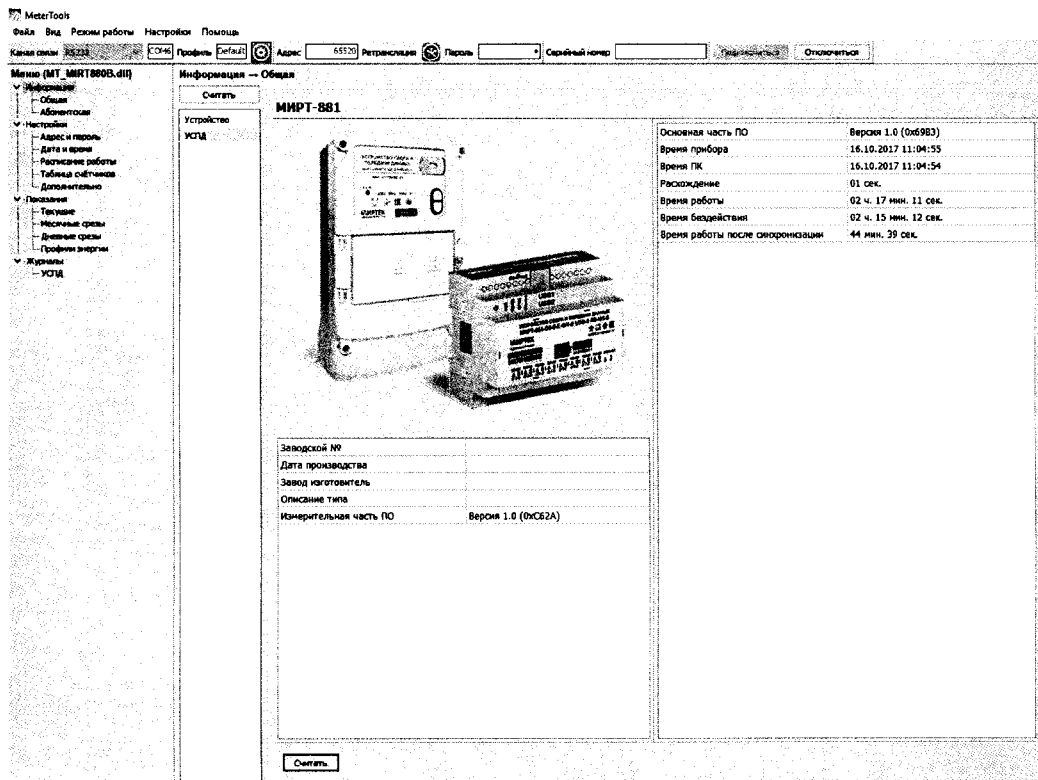 MeterTools
Файл Вид Режим работы Настройки Помощь
Канал связи RS232 COM6 Профиль Default Адрес 65520 Ретрансляция Пароль * Серийный номер Подключиться Отключиться
Меню (MT_MIRT880B.dll)
Информация
Общая
Абонентская
Настройки
Адрес и пароль
Дата и время
Расписание работы
Таблица счётчиков
Дополнительно
Показания
Текущие
Месячные срезы
Дневные срезы
Профили энергии
Журналы
УСПД
Информация — Общая
Считать
Устройство
УСПД
МИРТ-881
УСТРОЙСТВО СБОРА И
ПЕРЕДАЧИ ДАННЫХ
Заводской №
Дата производства
Завод изготовитель
Описание типа
Измерительная часть ПО Версия 1.0 (0xC62A)
Основная часть ПО Версия 1.0 (0x69B3)
Время прибора 16.10.2017 11:04:55
Время ПК 16.10.2017 11:04:54
Расхождение 01 сек.
Время работы 02 ч. 17 мин. 11 сек.
Время бездействия 02 ч. 15 мин. 12 сек.
Время работы после синхронизации 44 мин. 39 сек.
Считать